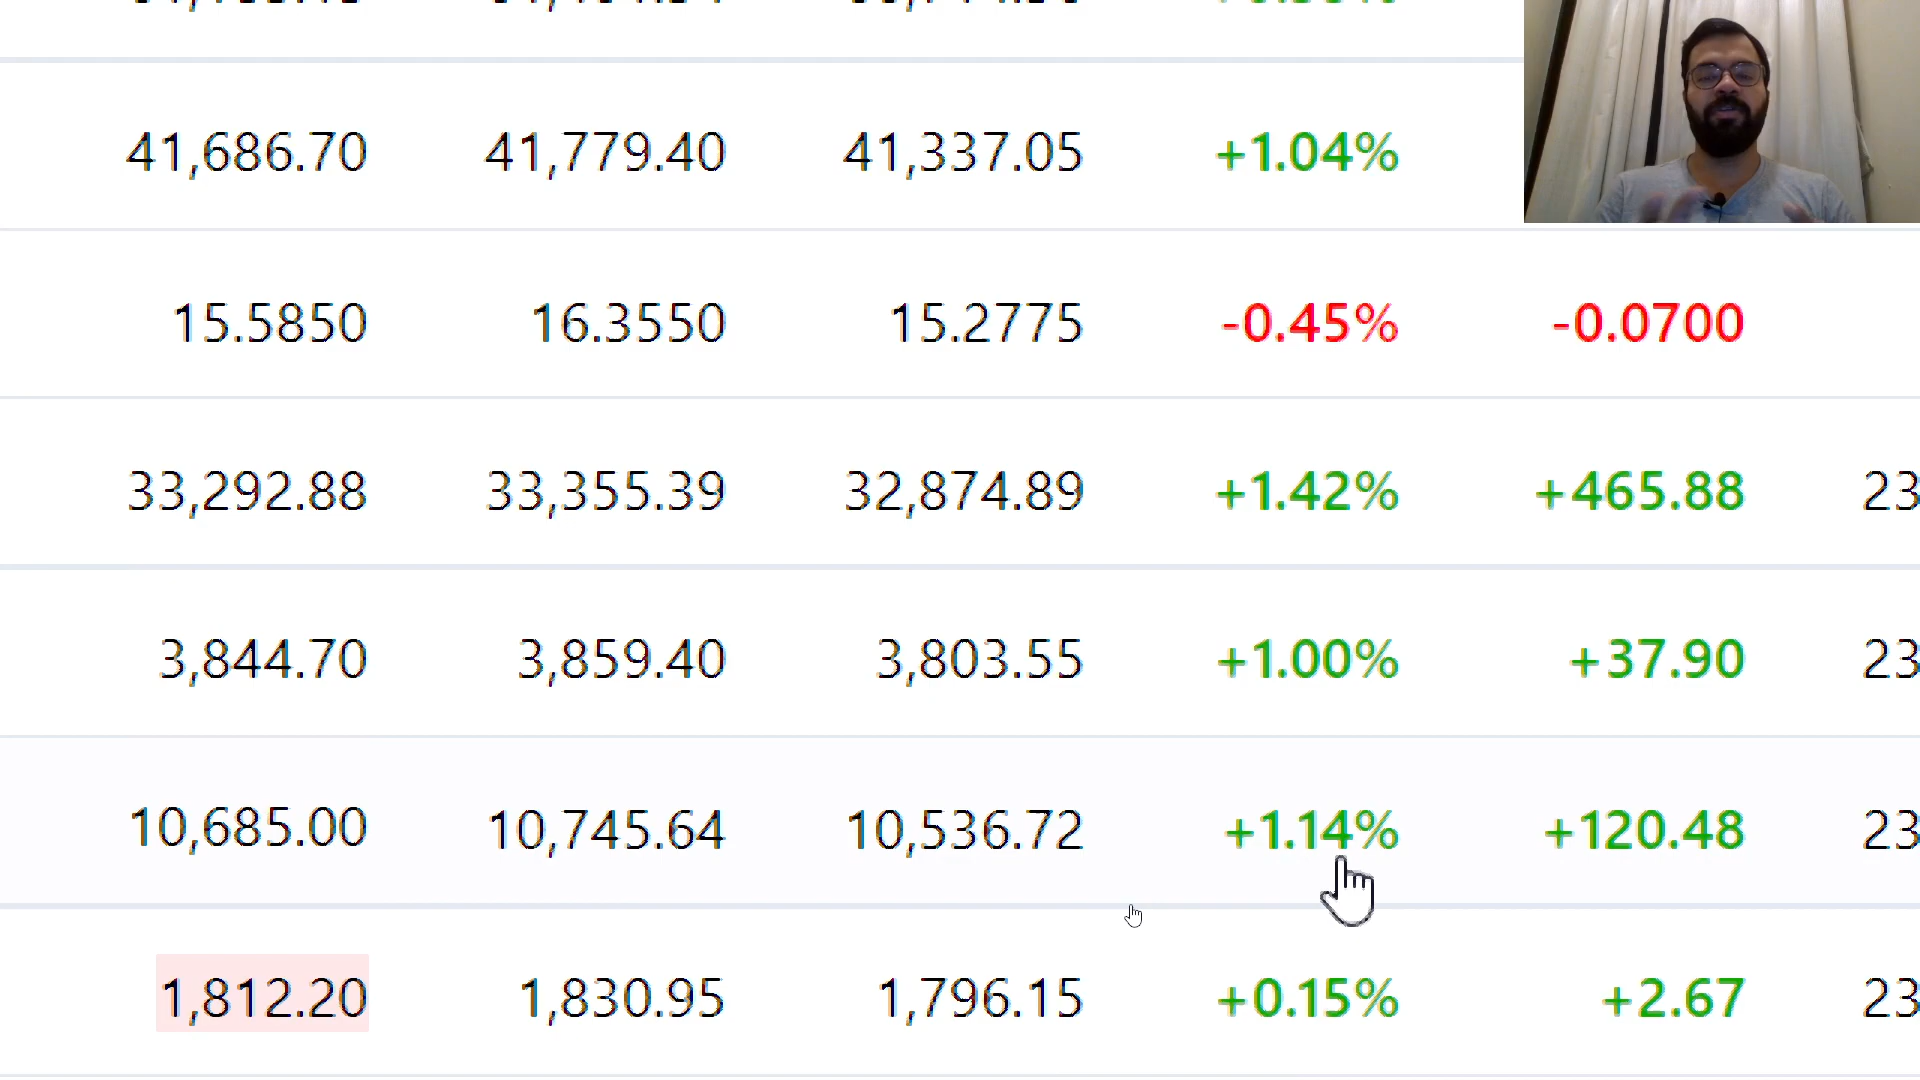 41,686.70 41,779.40 41,337.05 +1.04%
15.5850 16.3550 15.2775 -0.45% -0.0700
33,292.88 33,355.39 32,874.89 +1.42% +465.88 23
3,844.70 3,859.40 3,803.55 +1.00% +37.90 23
10,685.00 10,745.64 10,536.72 +1.14% +120.48 23
1,812.20 1,830.95 1,796.15 +0.15% +2.67 23